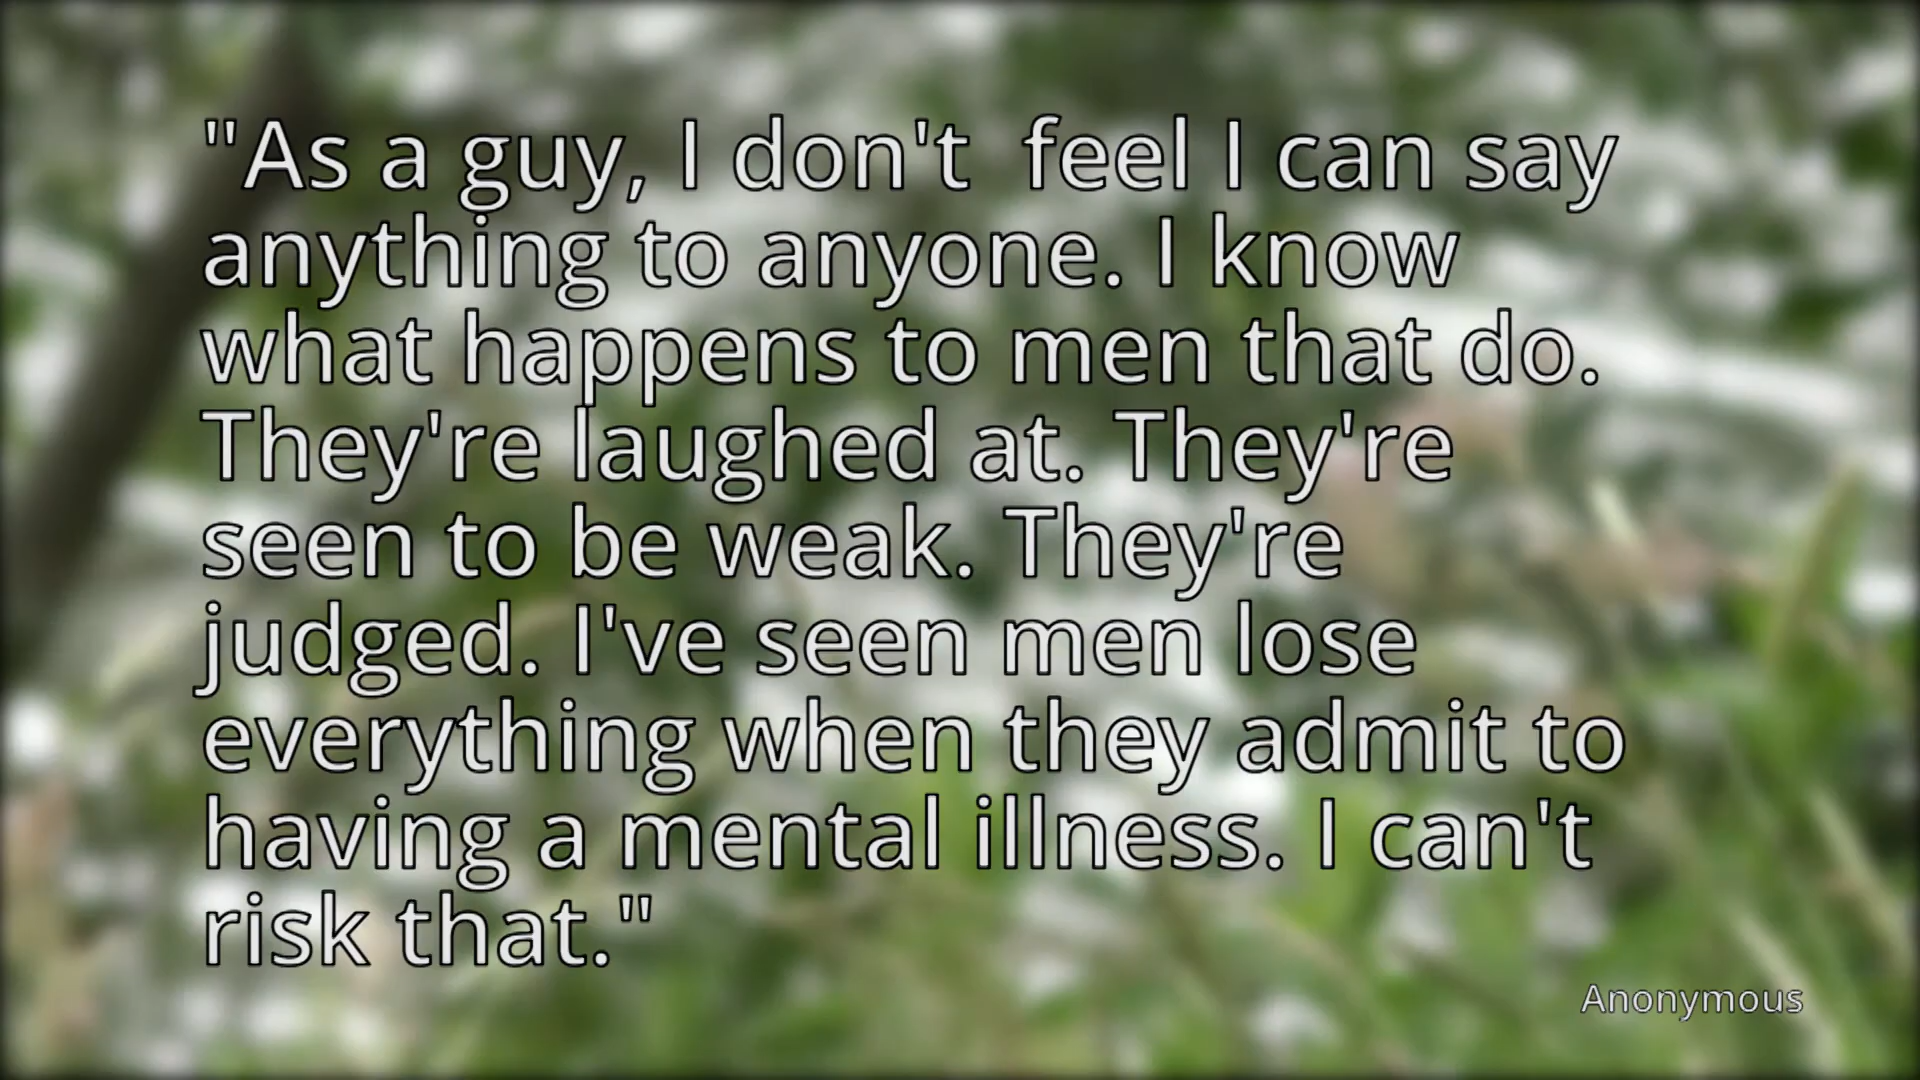 "As a guy, I don't  feel I can say
anything to anyone. I know
what happens to men that do.
They're laughed at. They're
seen to be weak. They're
judged. I've seen men lose
everything when they admit to
having a mental illness. I can't
risk that."
Anonymous